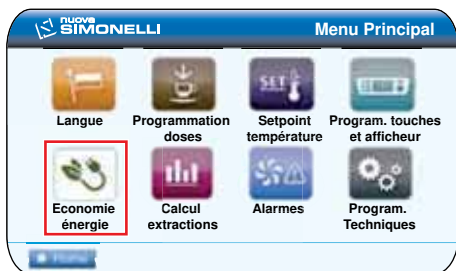 nuova
SIMONELLI
Menu Principal
SET
Langue
Programmation
doses
Setpoint
température
Program. touches
et afficheur
Economie
énergie
Calcul
extractions
Alarmes
Program.
Techniques
Home